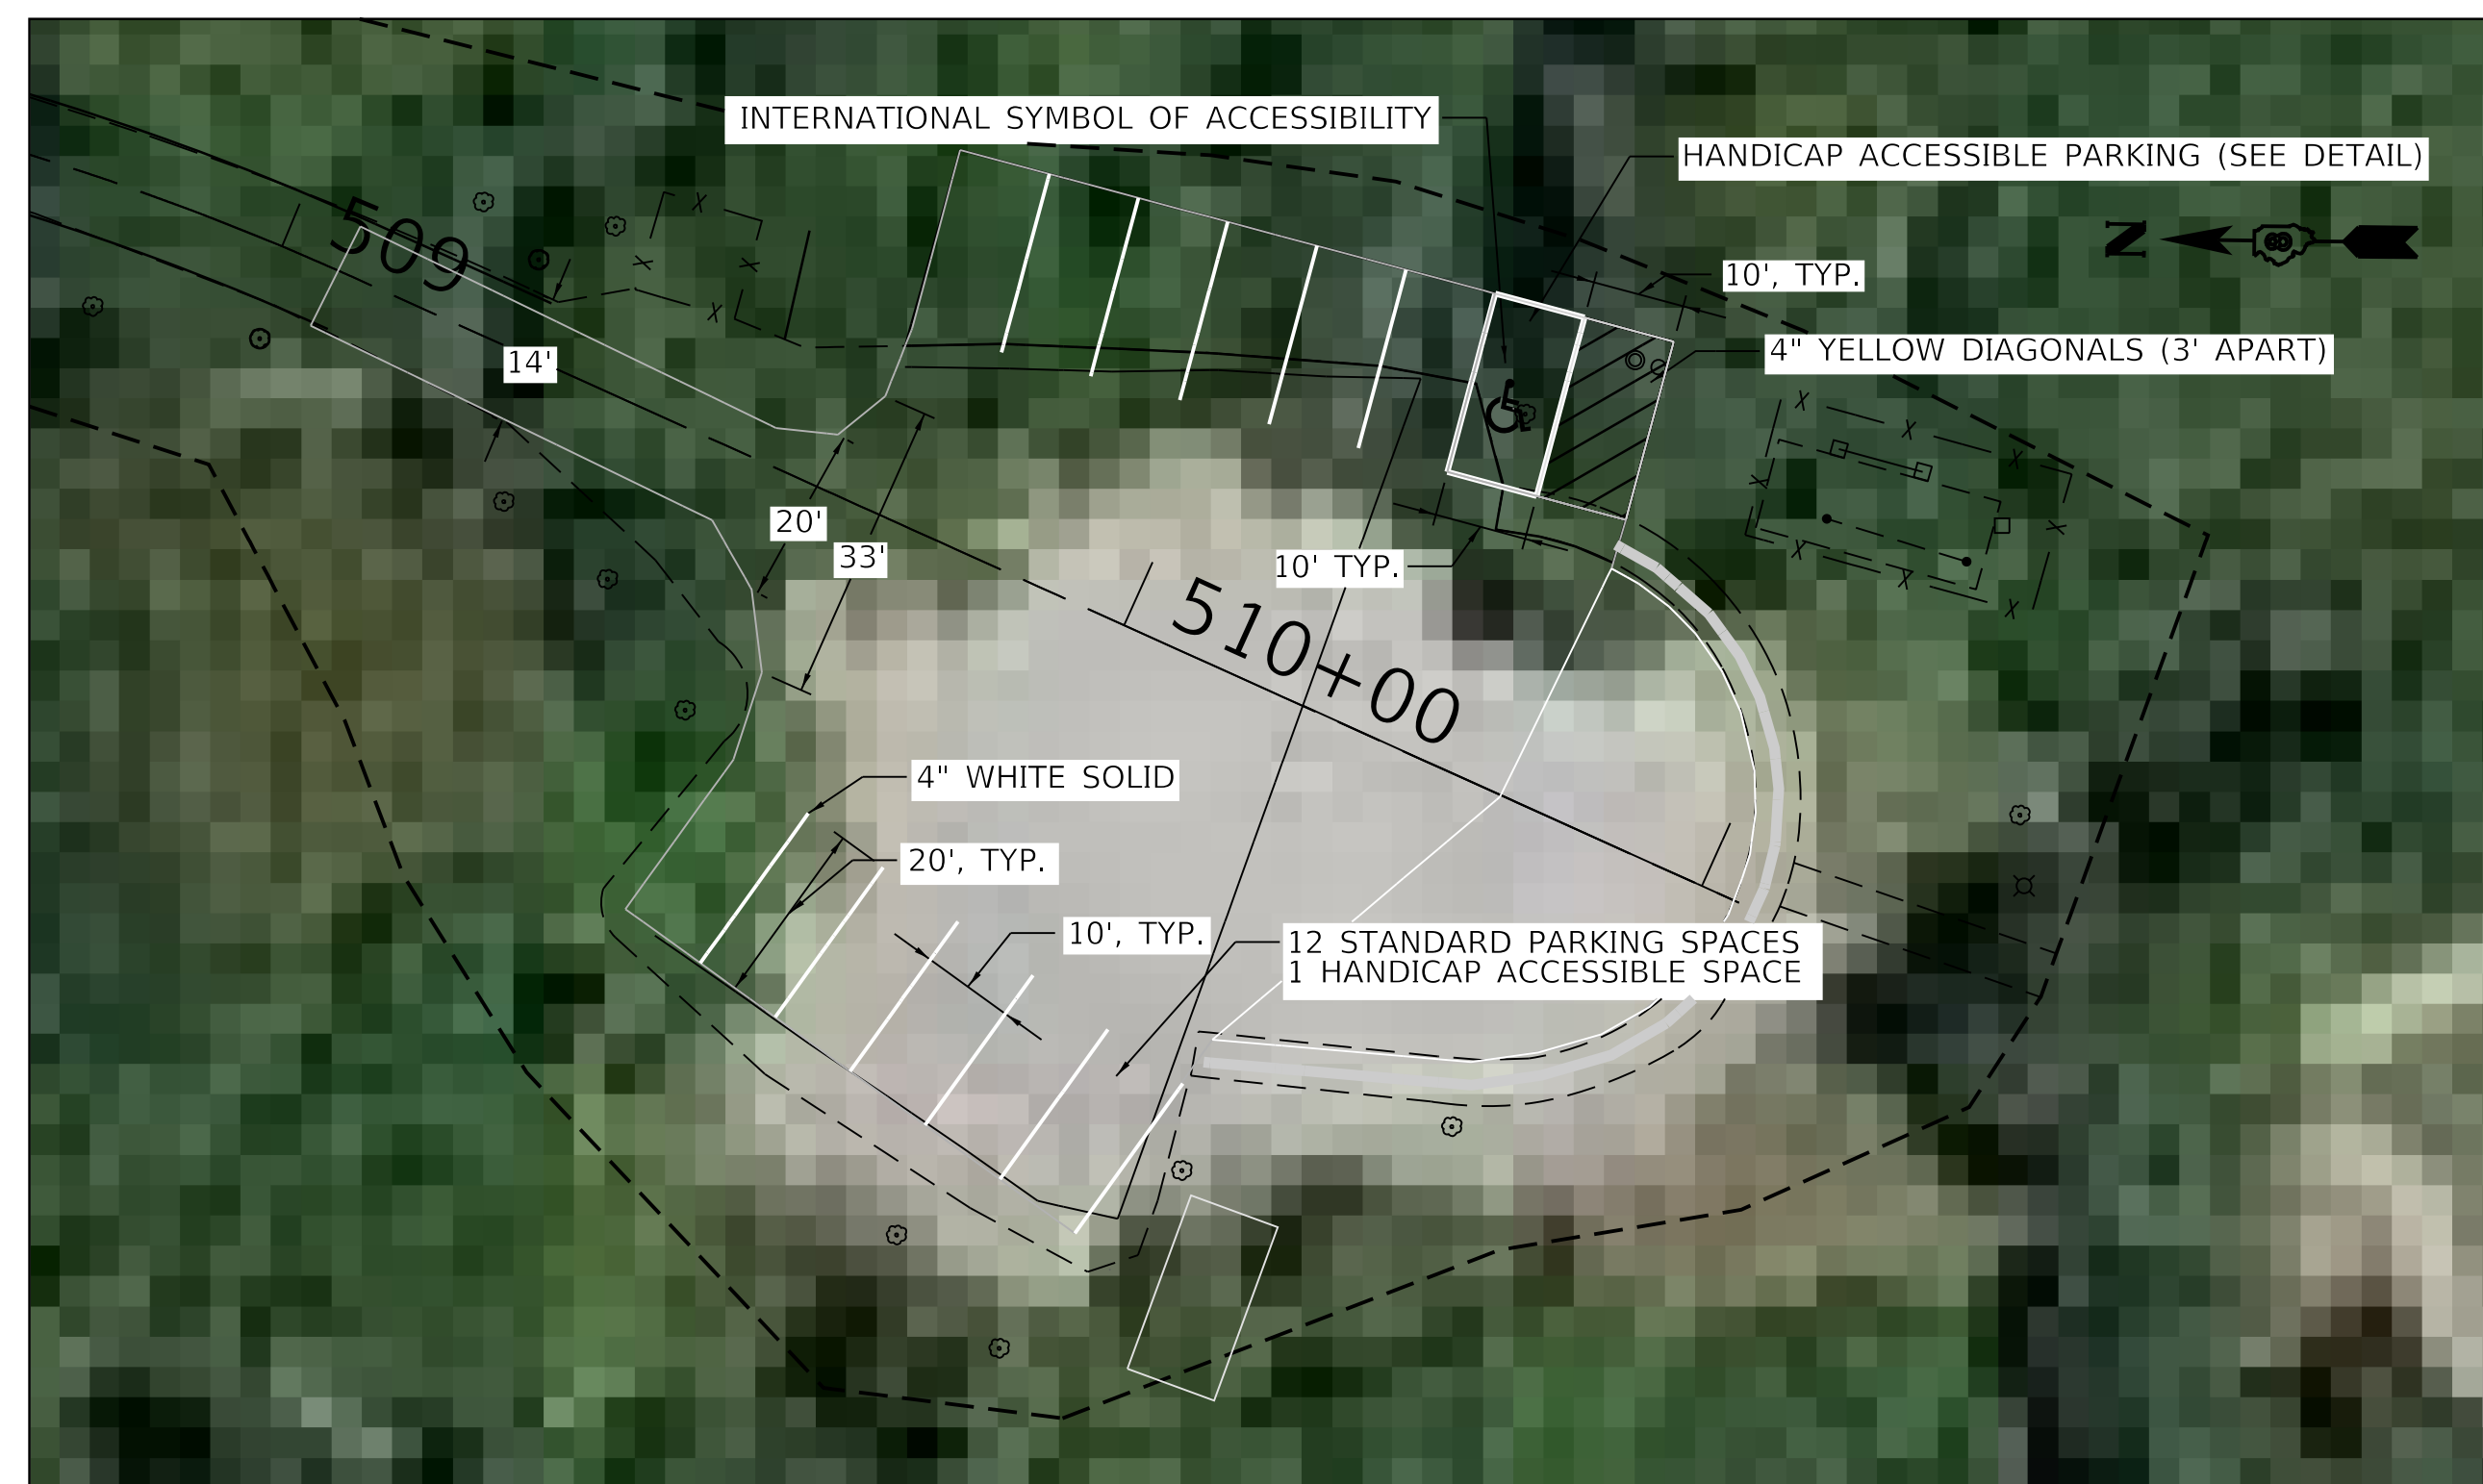 INTERNATIONAL SYMBOL OF ACCESSIBILITY
HANDICAP ACCESSIBLE PARKING (SEE DETAIL)
509
N
10', TYP.
4" YELLOW DIAGONALS (3' APART)
14'
20'
33'
10' TYP.
510+00
4" WHITE SOLID
20', TYP.
10', TYP.
12 STANDARD PARKING SPACES
1 HANDICAP ACCESSIBLE SPACE